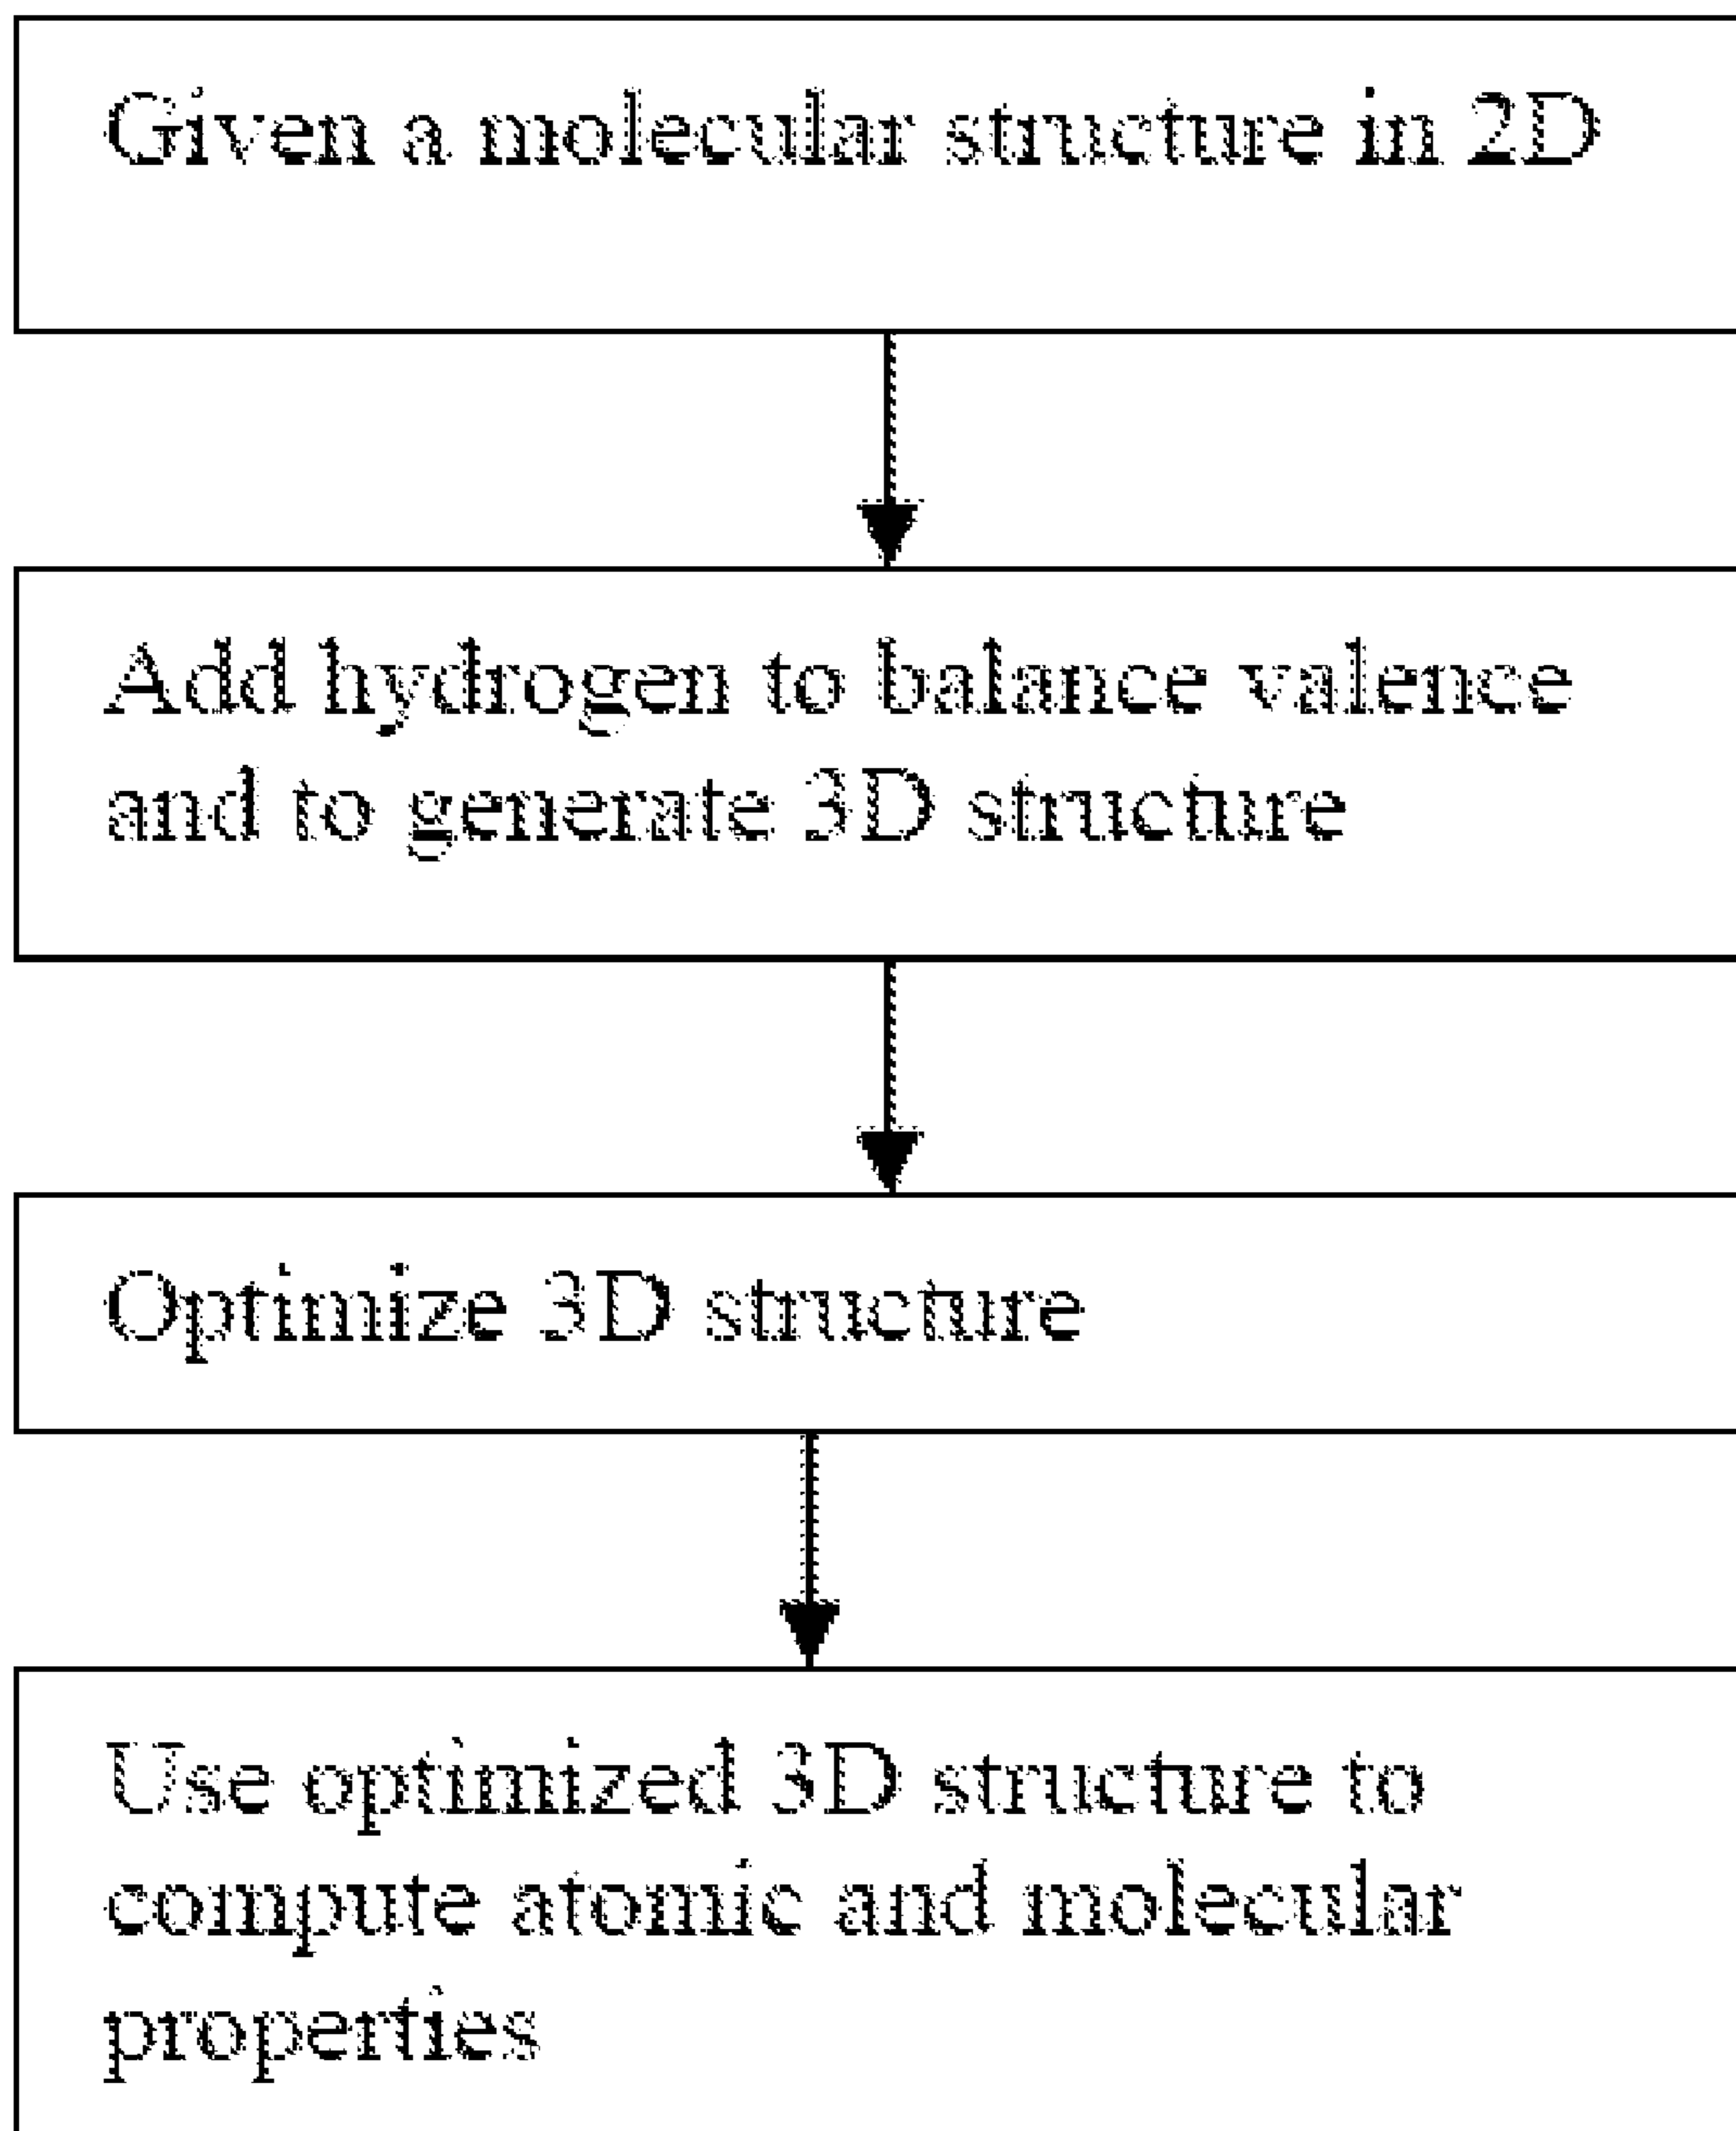 Given a molecular structure in 2D
Add hydrogen to balance valence
and to generate 3D structure
Optimize 3D structure
Use optimized 3D structure to
compute atomic and molecular
properties